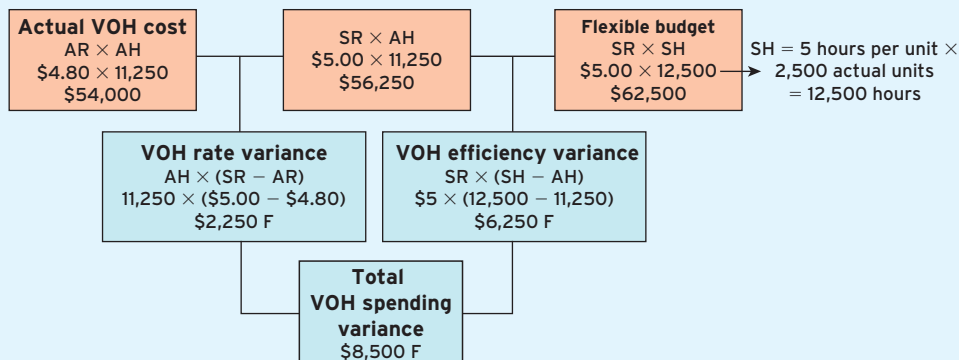 Actual VOH cost
AR × AH
$4.80 × 11,250
$54,000
SR × AH
$5.00 × 11,250
$56,250
Flexible budget
SR × SH
$5.00 × 12,500
$62,500
SH = 5 hours per unit ×
2,500 actual units
= 12,500 hours
VOH rate variance
AH × (SR − AR)
11,250 × ($5.00 − $4.80)
$2,250 F
VOH efficiency variance
SR × (SH − AH)
$5 × (12,500 − 11,250)
$6,250 F
Total
VOH spending
variance
$8,500 F